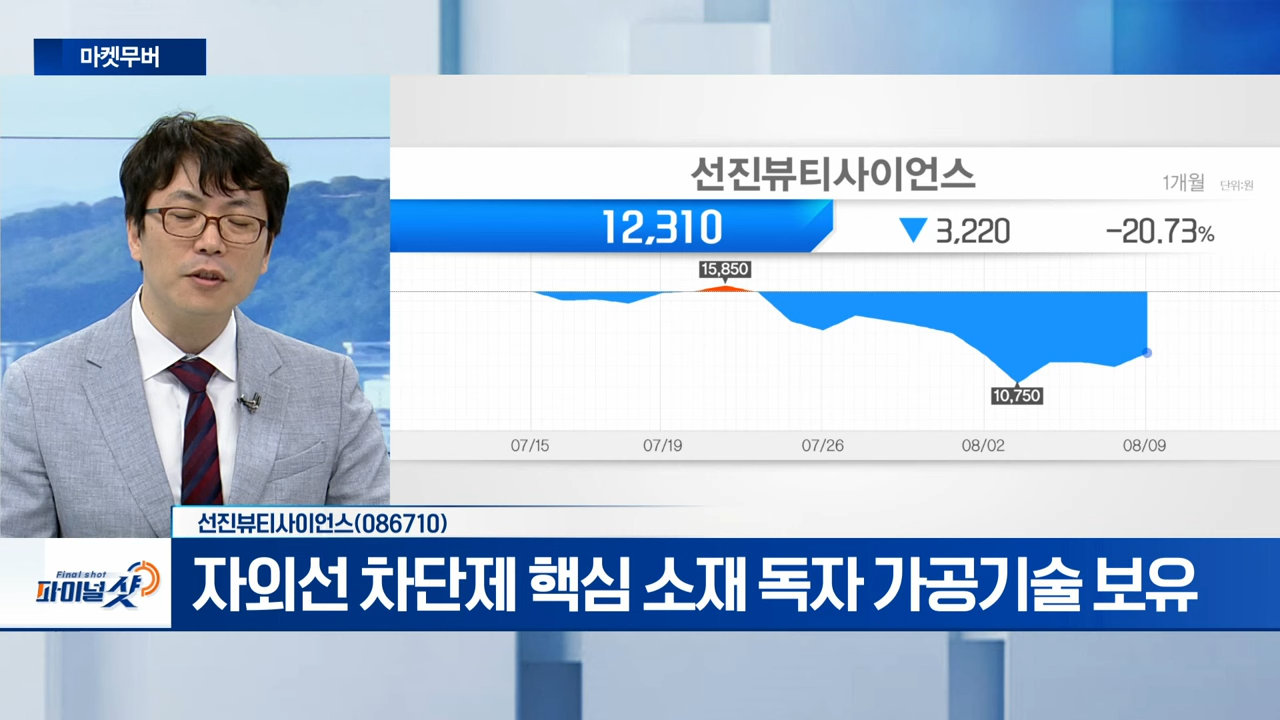 마켓무버
선진뷰티사이언스
1개월 단위:원
12,310 ▼ 3,220 -20.73%
15,850
10,750
07/15 07/19 07/26 08/02 08/09
선진뷰티사이언스(086710)
Final shot
파이널샷
자외선 차단제 핵심 소재 독자 가공기술 보유